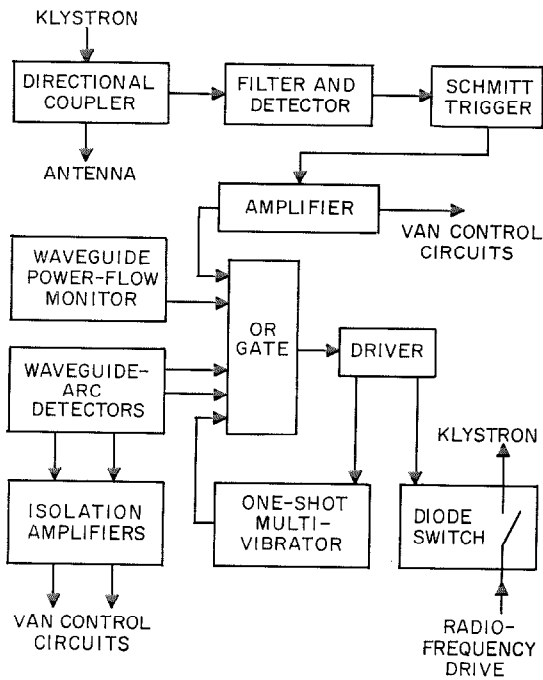 KLYSTRON
DIRECTIONAL
COUPLER
FILTER AND
DETECTOR
SCHMITT
TRIGGER
ANTENNA
AMPLIFIER
VAN CONTROL
CIRCUITS
WAVEGUIDE
POWER-FLOW
MONITOR
OR
GATE
DRIVER
WAVEGUIDE-
ARC
DETECTORS
KLYSTRON
ISOLATION
AMPLIFIERS
ONE-SHOT
MULTI-
VIBRATOR
DIODE
SWITCH
VAN CONTROL
CIRCUITS
RADIO-
FREQUENCY
DRIVE